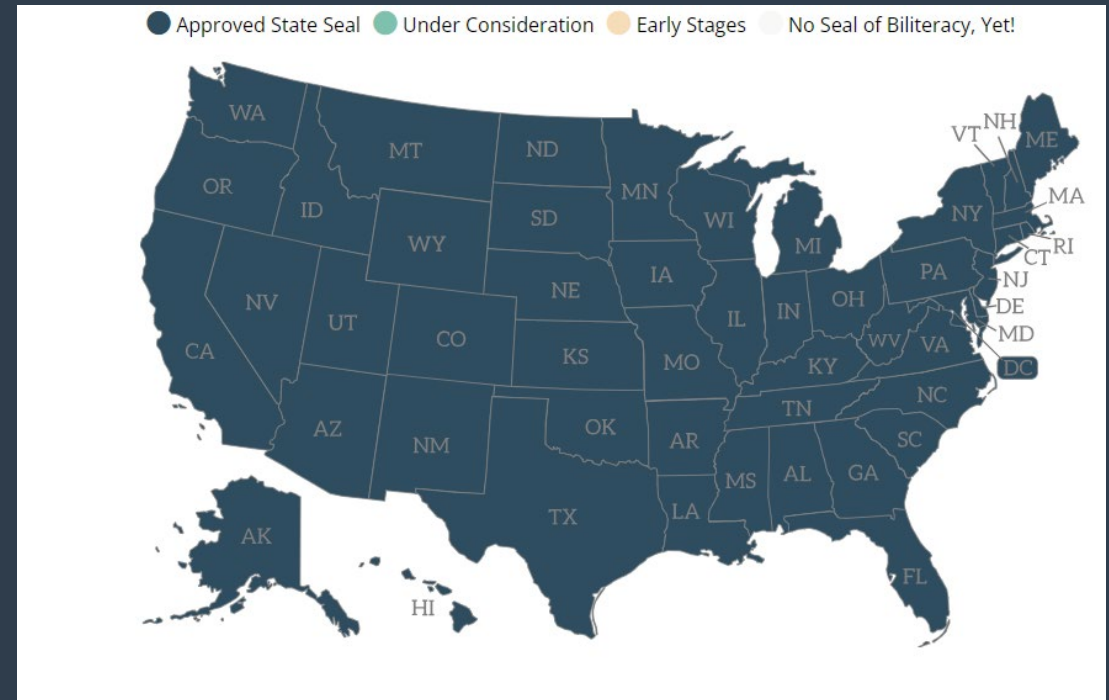 Approved State Seal Under Consideration Early Stages No Seal of Biliteracy, Yet!
WA
MT
ND
MN
VT
NH
ME
OR
ID
SD
WI
MI
NY
MA
WY
RI
CT
IA
PA
NJ
NV
NE
OH
DE
UT
IL
IN
MD
CA
CO
KS
MO
WV
VA
KY
DC
NC
TN
AZ
NM
OK
AR
SC
MS
AL
GA
TX
LA
AK
FL
HI